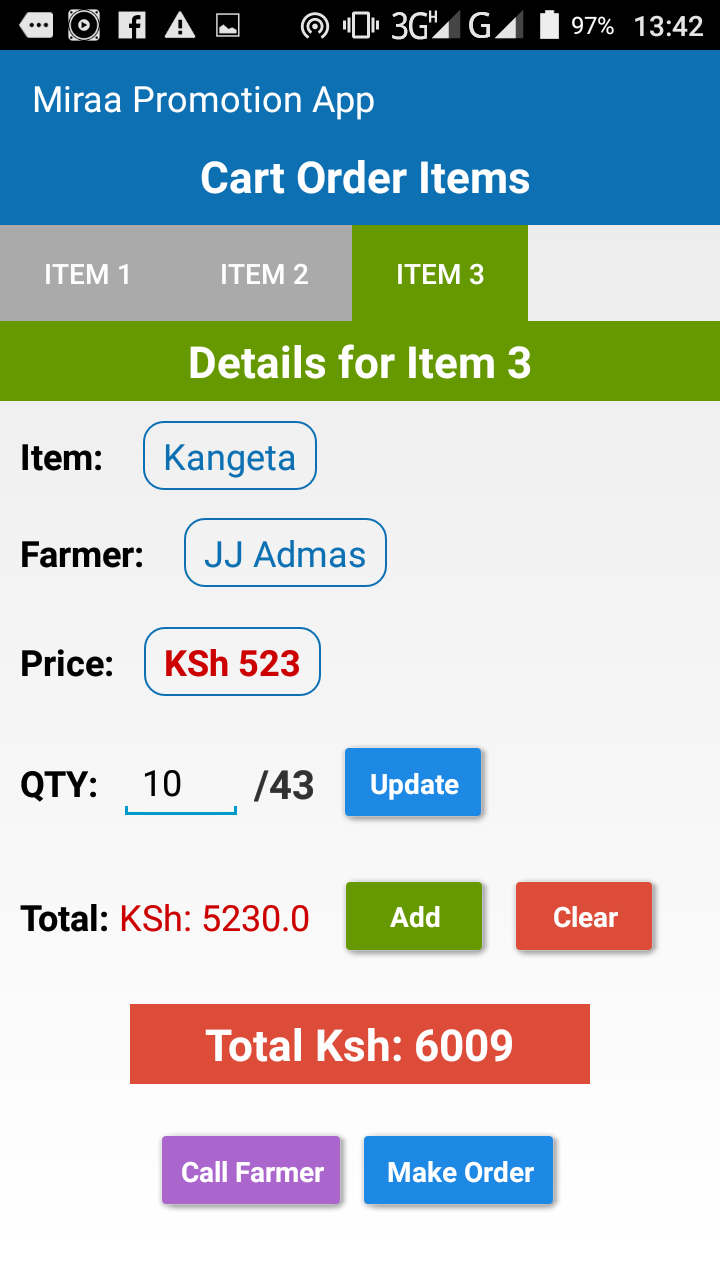 3G H G 97% 13:42
Miraa Promotion App
Cart Order Items
ITEM 1 ITEM 2 ITEM 3
Details for Item 3
Item: Kangeta
Farmer: JJ Admas
Price: KSh 523
QTY: 10 /43 Update
Total: KSh: 5230.0 Add Clear
Total Ksh: 6009
Call Farmer Make Order